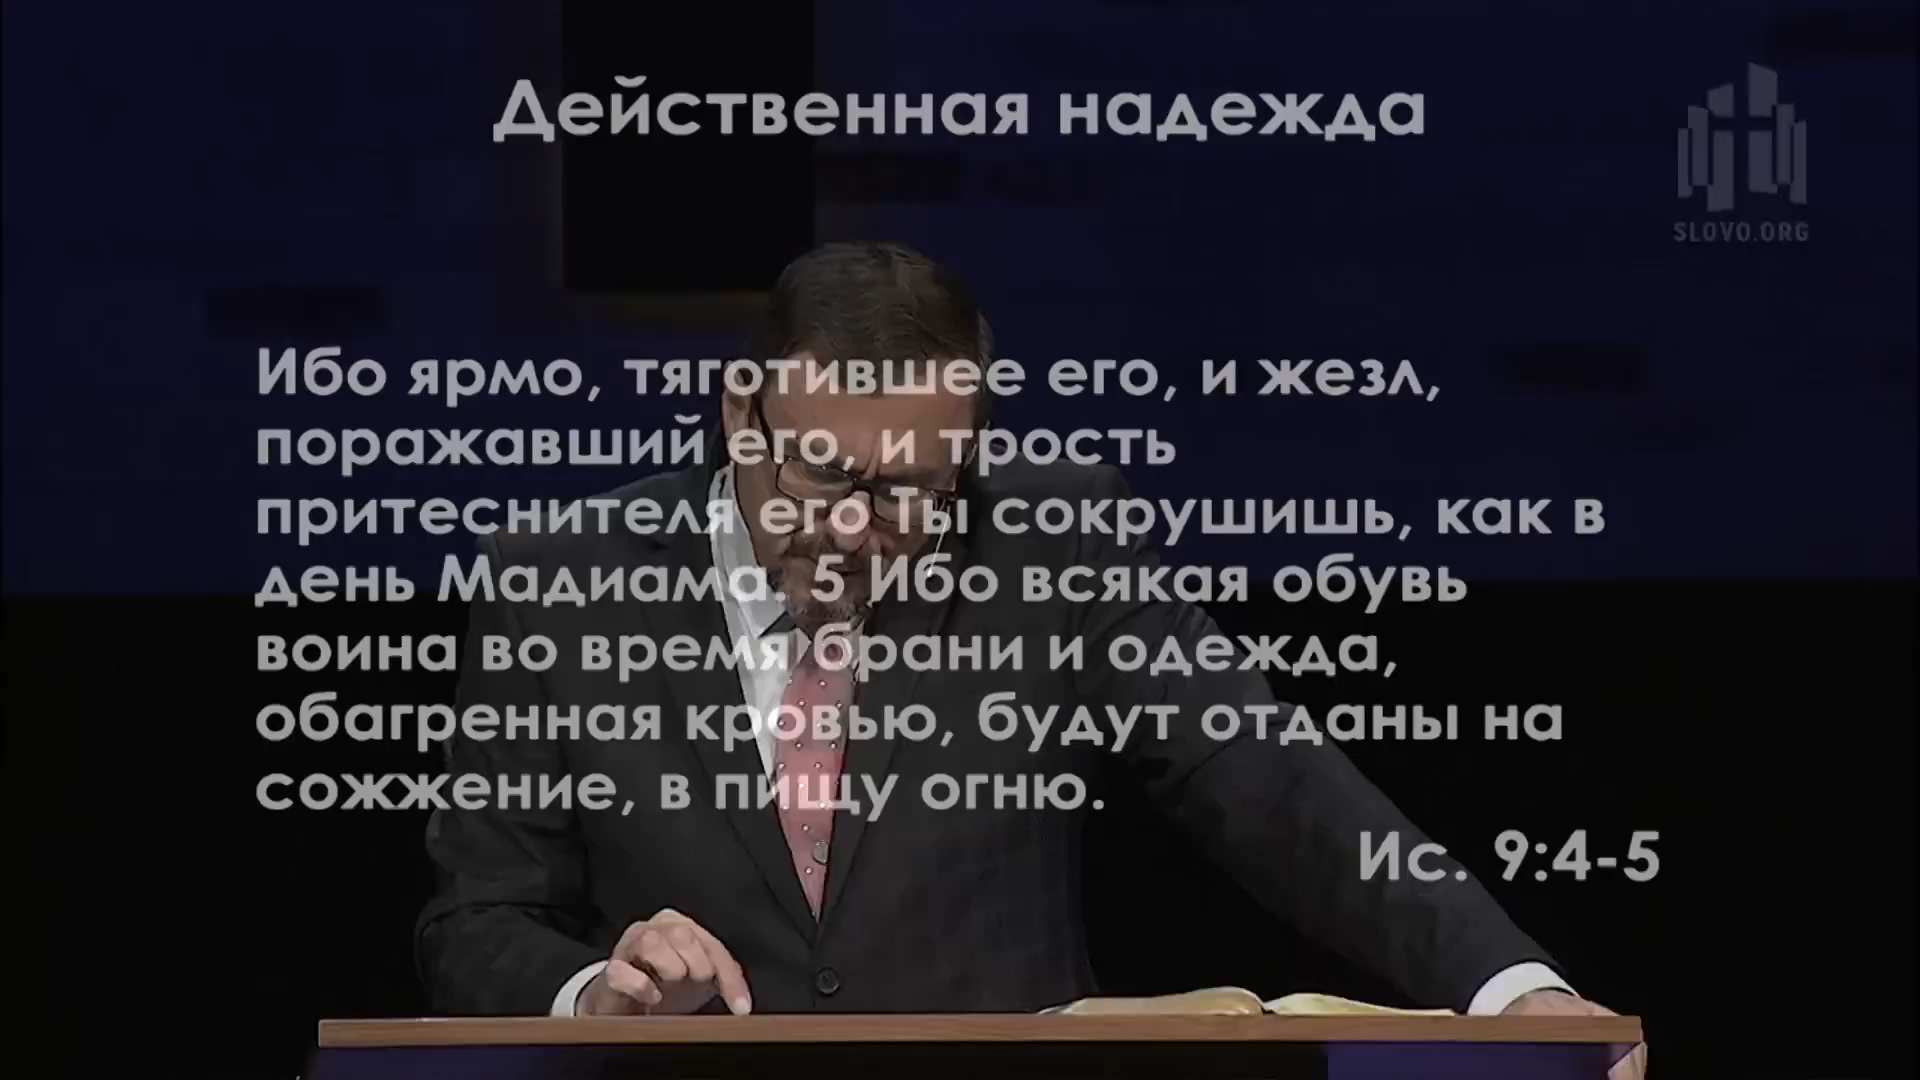 Действенная надежда
SLOVO.ORG
Ибо ярмо, тяготившее его, и жезл,
поражавший его, и трость
притеснителя его Ты сокрушишь, как в
день Мадиама. 5 Ибо всякая обувь
воина во время брани и одежда,
обагренная кровью, будут отданы на
сожжение, в пищу огню.
Ис. 9:4-5